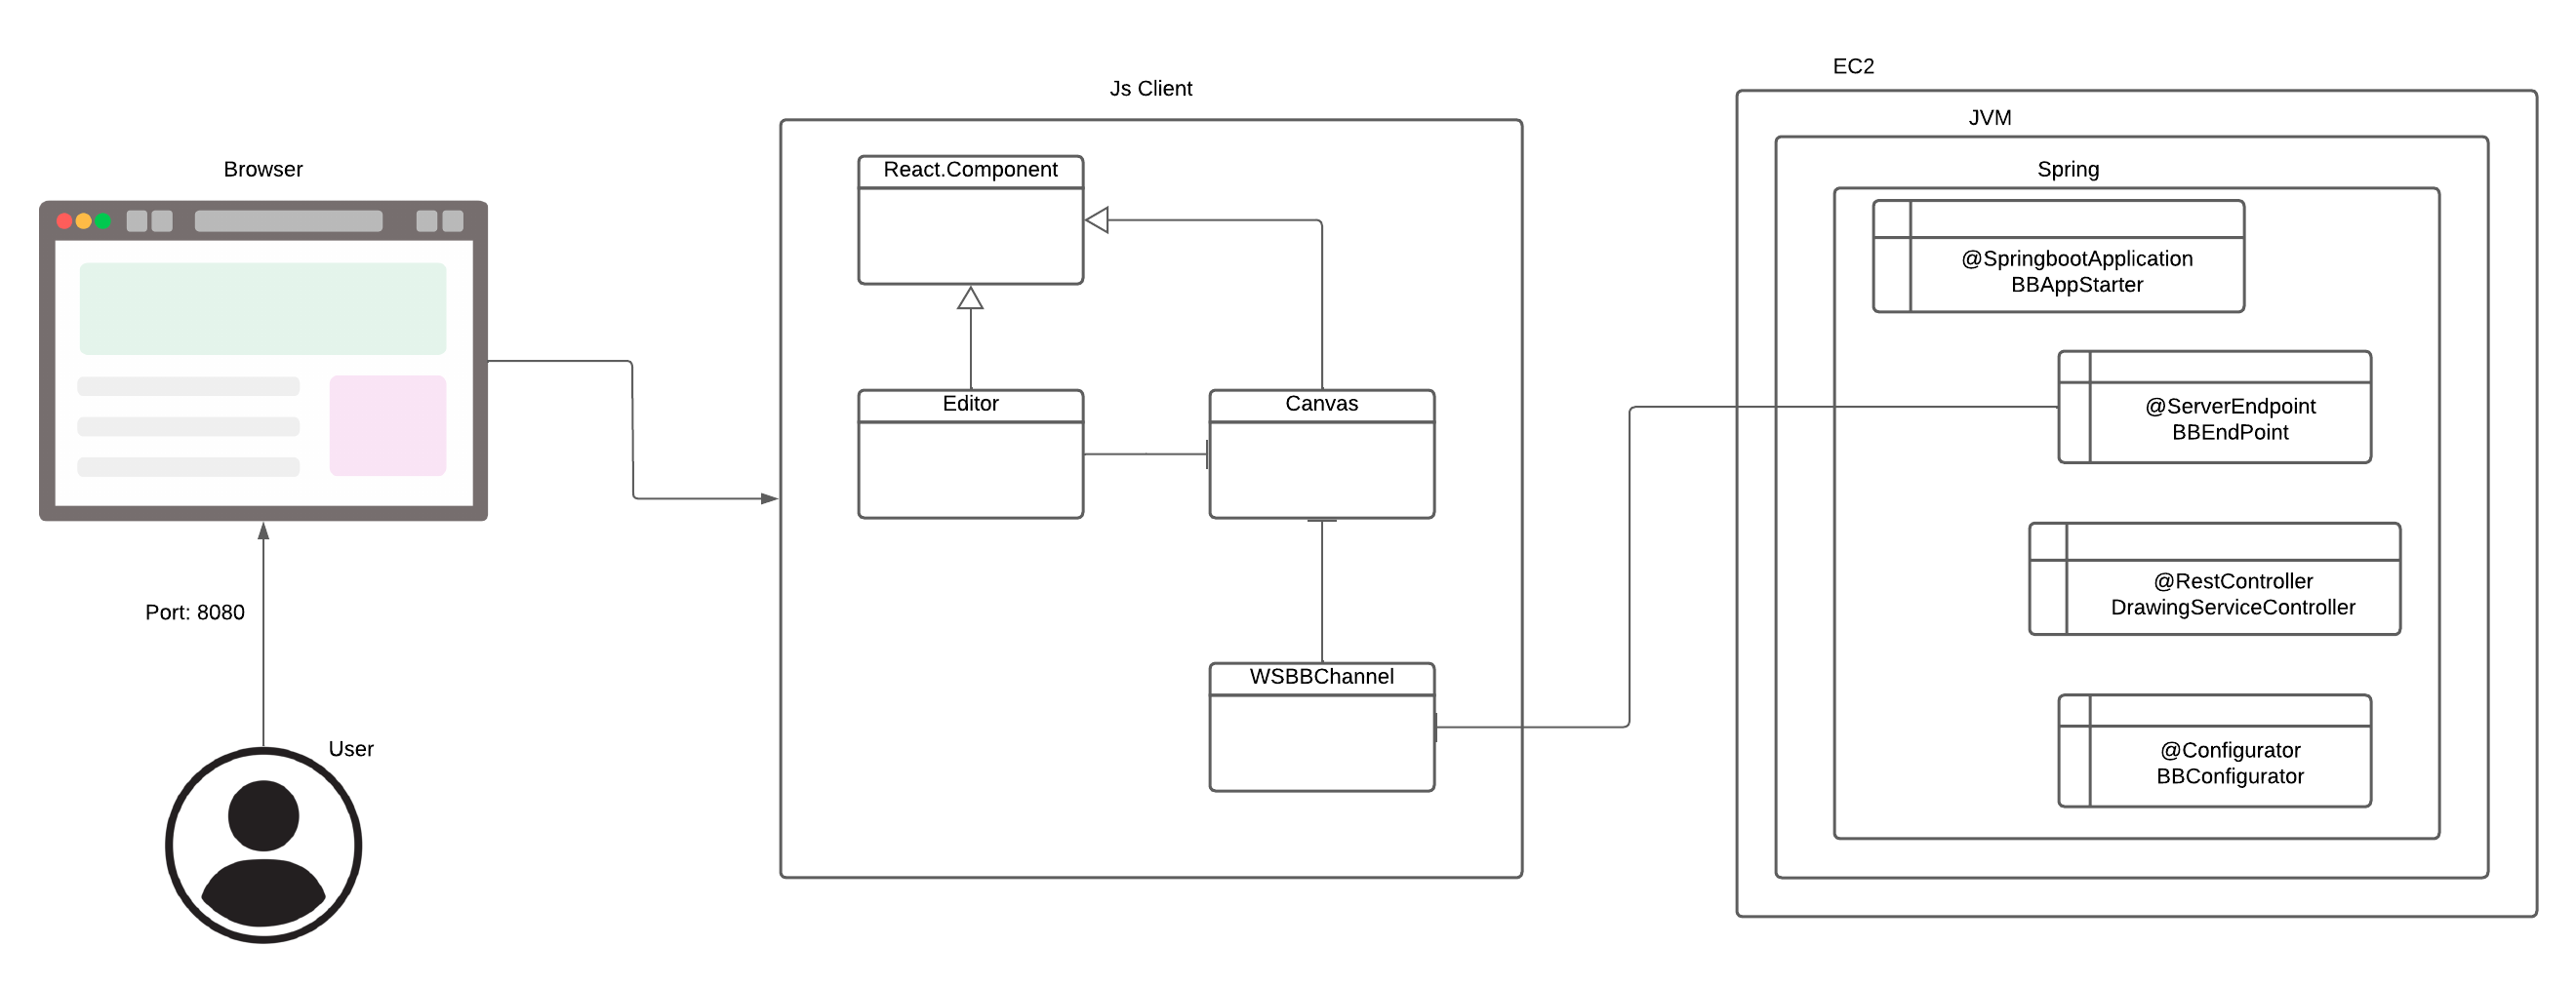 Browser
Port: 8080
User
Js Client
React.Component
Editor
Canvas
WSBBChannel
EC2
JVM
Spring
@SpringbootApplication
BBAppStarter
@ServerEndpoint
BBEndPoint
@RestController
DrawingServiceController
@Configurator
BBConfigurator